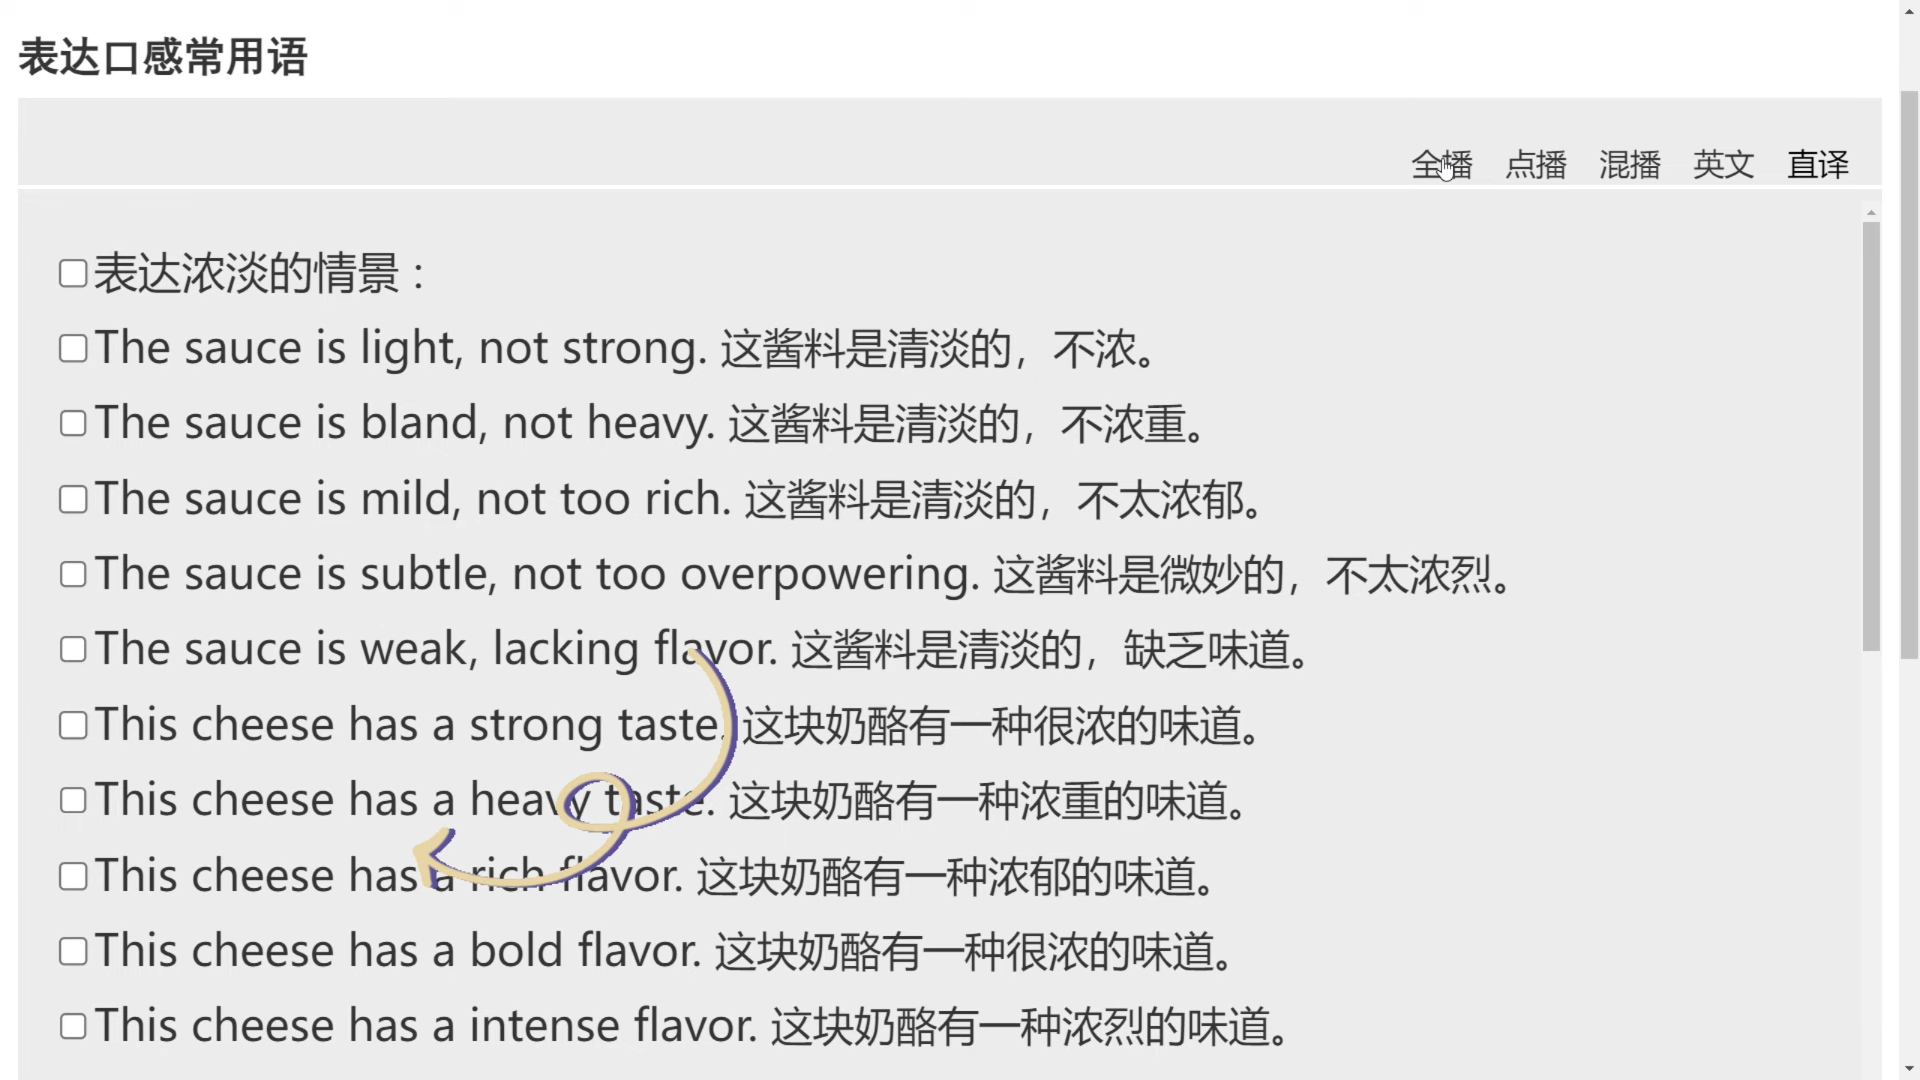 表达口感常用语
全播 点播 混播 英文 直译
表达浓淡的情景：
The sauce is light, not strong. 这酱料是清淡的，不浓。
The sauce is bland, not heavy. 这酱料是清淡的，不浓重。
The sauce is mild, not too rich. 这酱料是清淡的，不太浓郁。
The sauce is subtle, not too overpowering. 这酱料是微妙的，不太浓烈。
The sauce is weak, lacking flavor. 这酱料是清淡的，缺乏味道。
This cheese has a strong taste. 这块奶酪有一种很浓的味道。
This cheese has a heavy taste. 这块奶酪有一种浓重的味道。
This cheese has a rich flavor. 这块奶酪有一种浓郁的味道。
This cheese has a bold flavor. 这块奶酪有一种很浓的味道。
This cheese has a intense flavor. 这块奶酪有一种浓烈的味道。